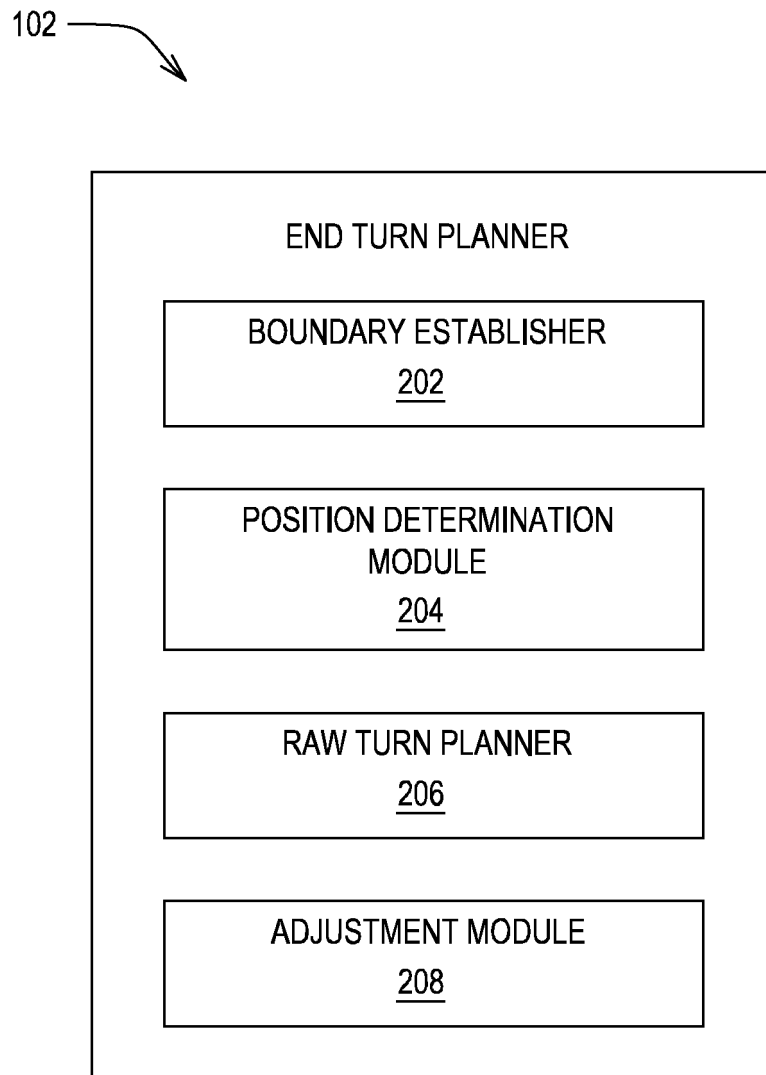 102
END TURN PLANNER
BOUNDARY ESTABLISHER
202
POSITION DETERMINATION
MODULE
204
RAW TURN PLANNER
206
ADJUSTMENT MODULE
208